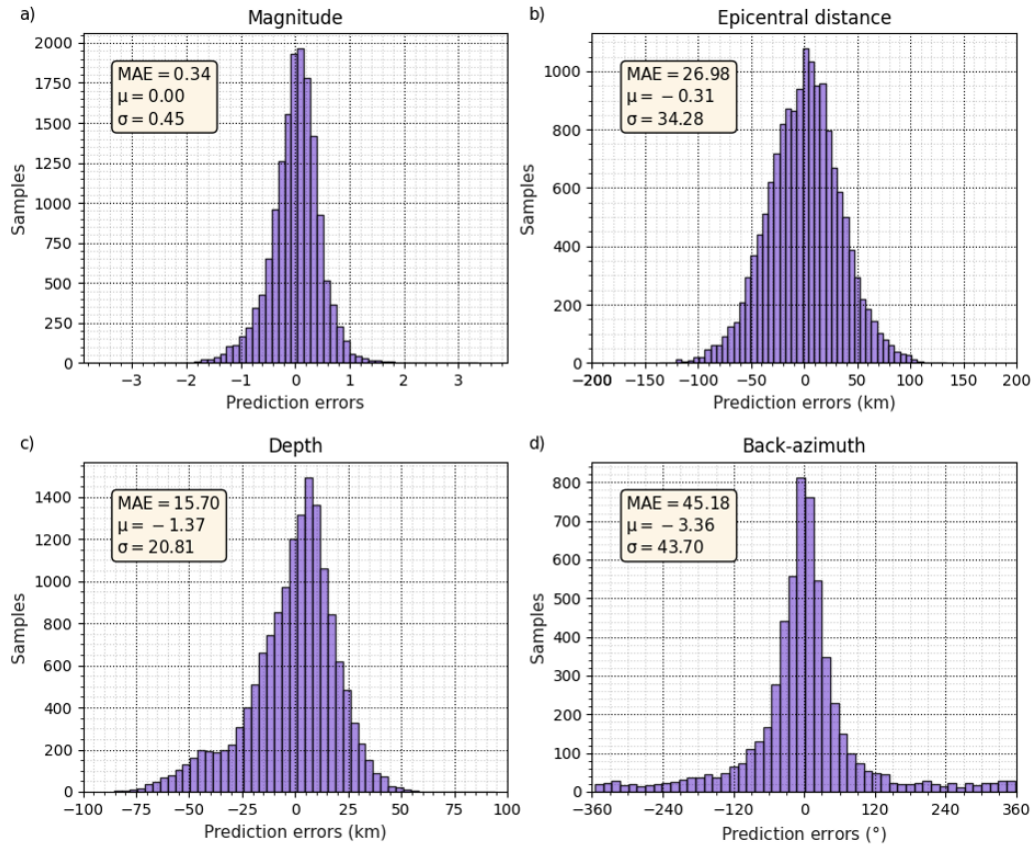 a)
Magnitude
MAE = 0.34
μ = 0.00
σ = 0.45
2000
1750
1500
1250
1000
750
500
250
0
Samples
−3 −2 −1 0 1 2 3
Prediction errors
b)
Epicentral distance
MAE = 26.98
μ = −0.31
σ = 34.28
1000
800
600
400
200
0
Samples
−200 −150 −100 −50 0 50 100 150 200
Prediction errors (km)
c)
Depth
MAE = 15.70
μ = −1.37
σ = 20.81
1400
1200
1000
800
600
400
200
0
Samples
−100 −75 −50 −25 0 25 50 75 100
Prediction errors (km)
d)
Back-azimuth
MAE = 45.18
μ = −3.36
σ = 43.70
800
700
600
500
400
300
200
100
0
Samples
−360 −240 −120 0 120 240 360
Prediction errors (°)